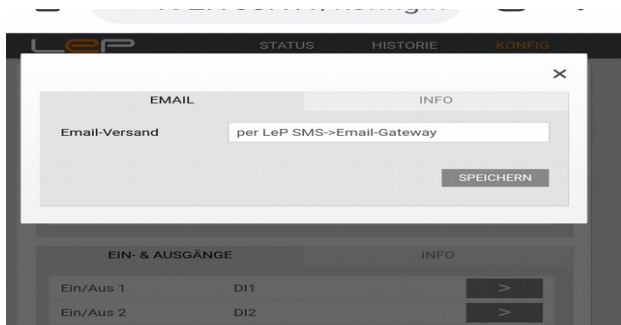 LeP
STATUS HISTORIE KONFIG
×
EMAIL INFO
Email-Versand per LeP SMS->Email-Gateway
SPEICHERN
EIN- & AUSGÄNGE INFO
Ein/Aus 1 DI1 >
Ein/Aus 2 DI2 >